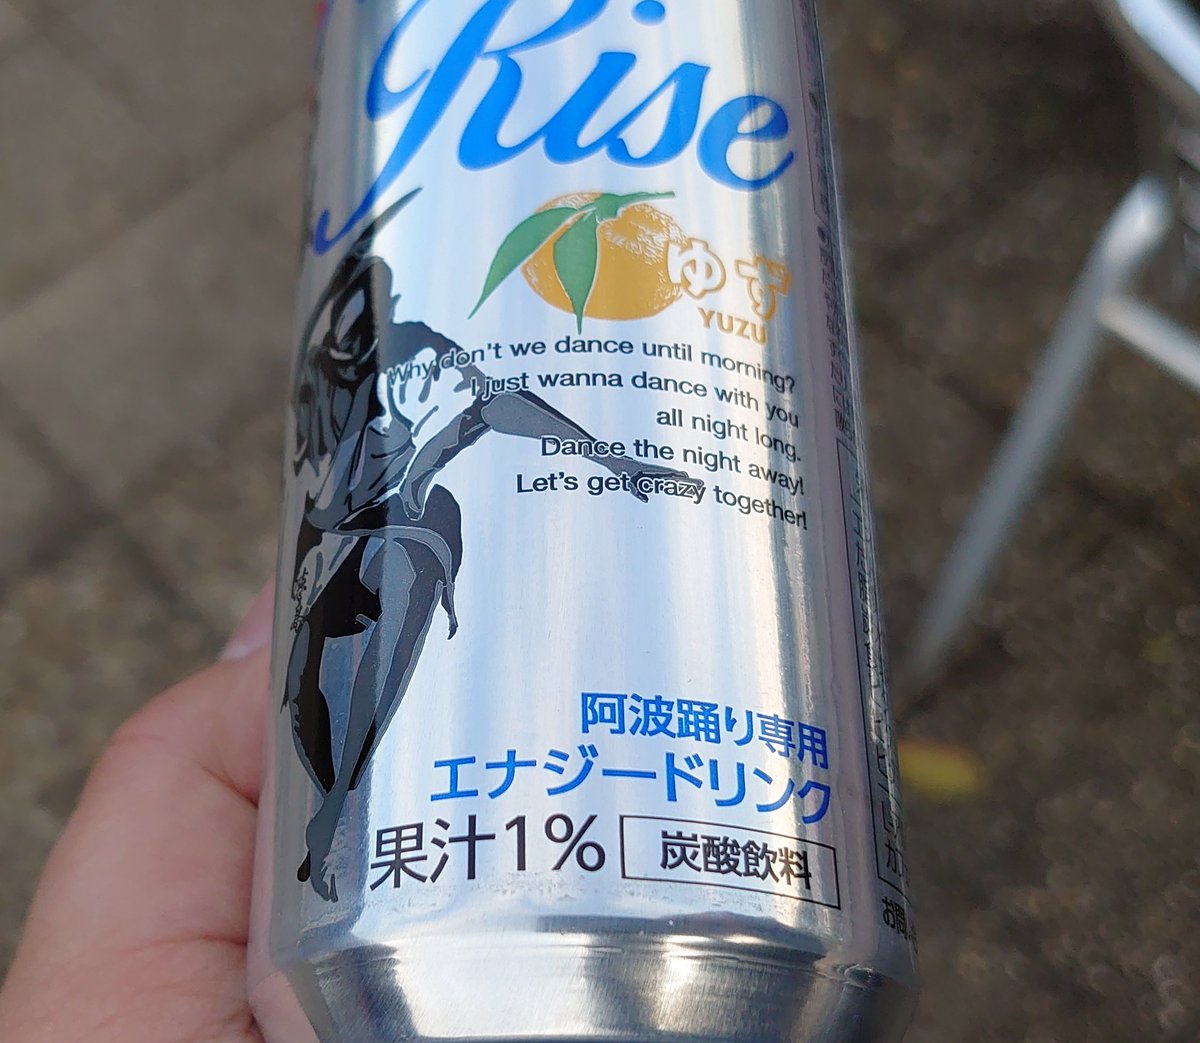 Rise
ゆず
YUZU
Why don't we dance until morning?
I just wanna dance with you
all night long.
Dance the night away!
Let's get crazy together!
阿波踊り専用
エナジードリンク
果汁1%
炭酸飲料